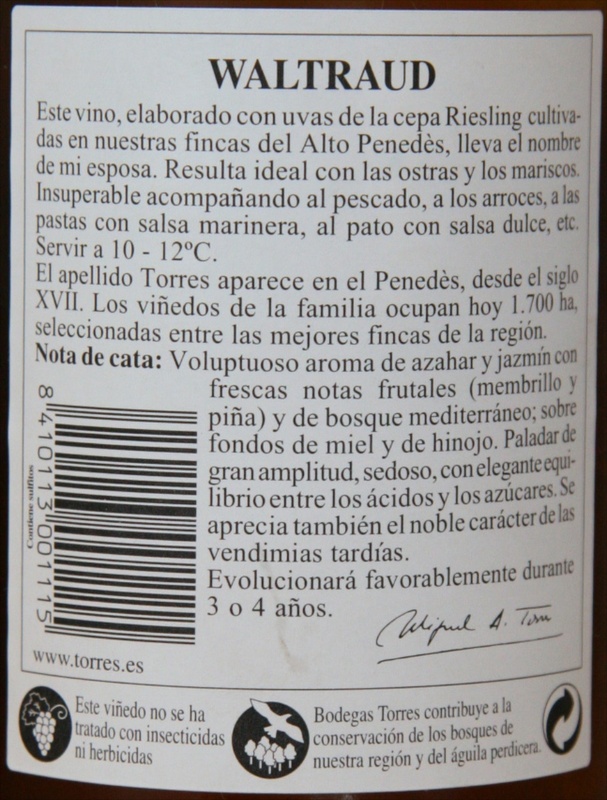 WALTRAUD
Este vino, elaborado con uvas de la cepa Riesling cultiva-
das en nuestras fincas del Alto Penedès, lleva el nombre
de mi esposa. Resulta ideal con las ostras y los mariscos.
Insuperable acompañando al pescado, a los arroces, a las
pastas con salsa marinera, al pato con salsa dulce, etc.
Servir a 10 - 12ºC.
El apellido Torres aparece en el Penedès, desde el siglo
XVII. Los viñedos de la familia ocupan hoy 1.700 ha,
seleccionadas entre las mejores fincas de la región.
Nota de cata: Voluptuoso aroma de azahar y jazmín con
frescas notas frutales (membrillo y
piña) y de bosque mediterráneo; sobre
fondos de miel y de hinojo. Paladar de
gran amplitud, sedoso, con elegante equi-
librio entre los ácidos y los azúcares. Se
aprecia también el noble carácter de las
vendimias tardías.
Evolucionará favorablemente durante
3 o 4 años.
Miguel A. Torres
8 410113 001115
Contiene sulfitos
www.torres.es
Este viñedo no se ha
tratado con insecticidas
ni herbicidas
Bodegas Torres contribuye a la
conservación de los bosques de
nuestra región y del águila perdicera.